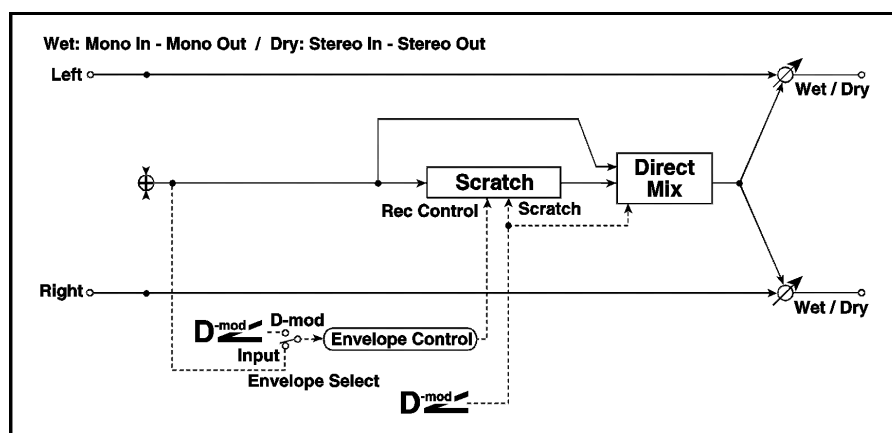 Wet: Mono In - Mono Out / Dry: Stereo In - Stereo Out
Left
Wet / Dry
Scratch
Direct
Mix
Rec Control
Scratch
Right
Wet / Dry
D-mod
D-mod
Input
Envelope Control
Envelope Select
D-mod